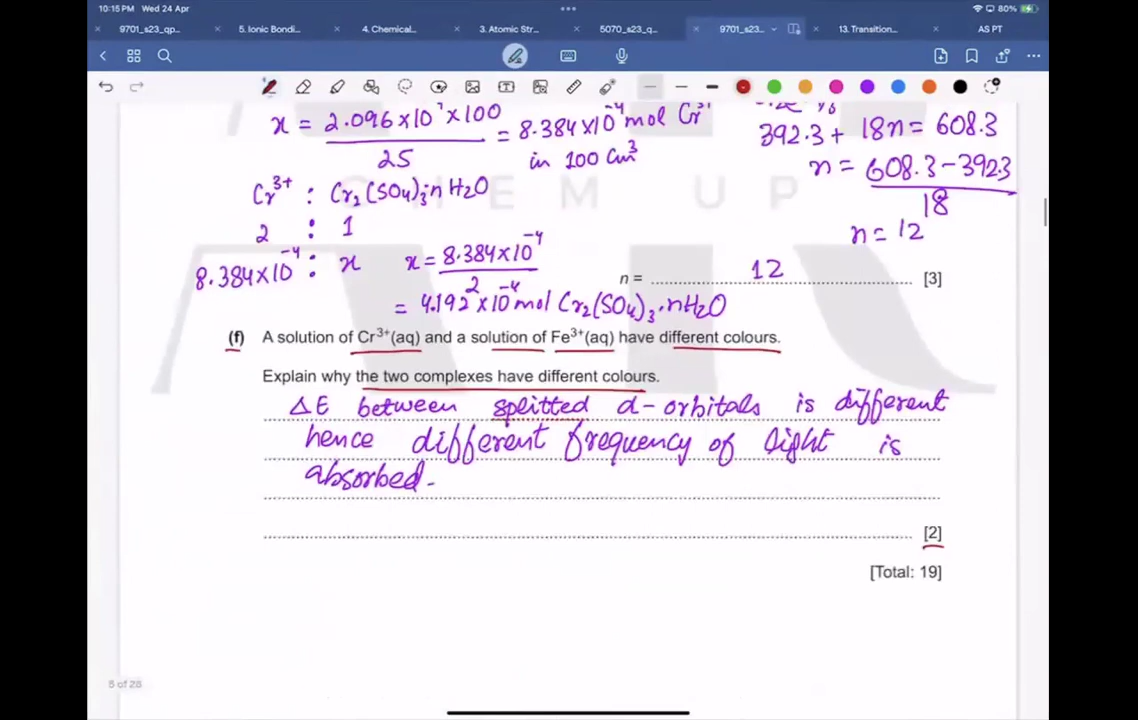 10:15 PM Wed 24 Apr
80%
9701_s23_qp...
5. Ionic Bondi...
4. Chemical...
3. Atomic Str...
5070_s23_q...
9701_s23...
13. Transition...
AS PT
x = 2.096×10 × 100 / 25 = 8.384×10⁻⁴ mol Cr³⁺
in 100 cm³
392.3 + 18n = 608.3
n = 608.3 − 392.3 / 18
n = 12
Cr³⁺ : Cr₂(SO₄)₃·nH₂O
2 : 1
8.384×10⁻⁴ : x
x = 8.384×10⁻⁴ / 2
= 4.192×10⁻⁴ mol Cr₂(SO₄)₃·nH₂O
n = 12 [3]
CHEM UP
(f) A solution of Cr³⁺(aq) and a solution of Fe³⁺(aq) have different colours.
Explain why the two complexes have different colours.
ΔE between splitted d-orbitals is different
hence different frequency of light is
absorbed.
[2]
[Total: 19]
5 of 28